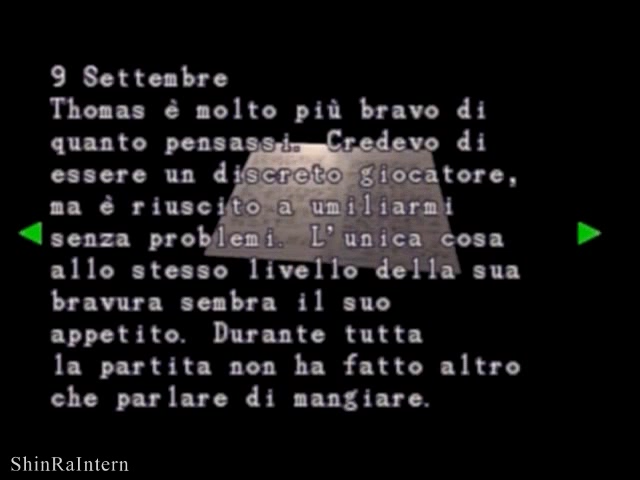 9 Settembre
Thomas è molto più bravo di
quanto pensassi. Credevo di
essere un discreto giocatore,
ma è riuscito a umiliarmi
senza problemi. L'unica cosa
allo stesso livello della sua
bravura sembra il suo
appetito. Durante tutta
la partita non ha fatto altro
che parlare di mangiare.
ShinRaIntern